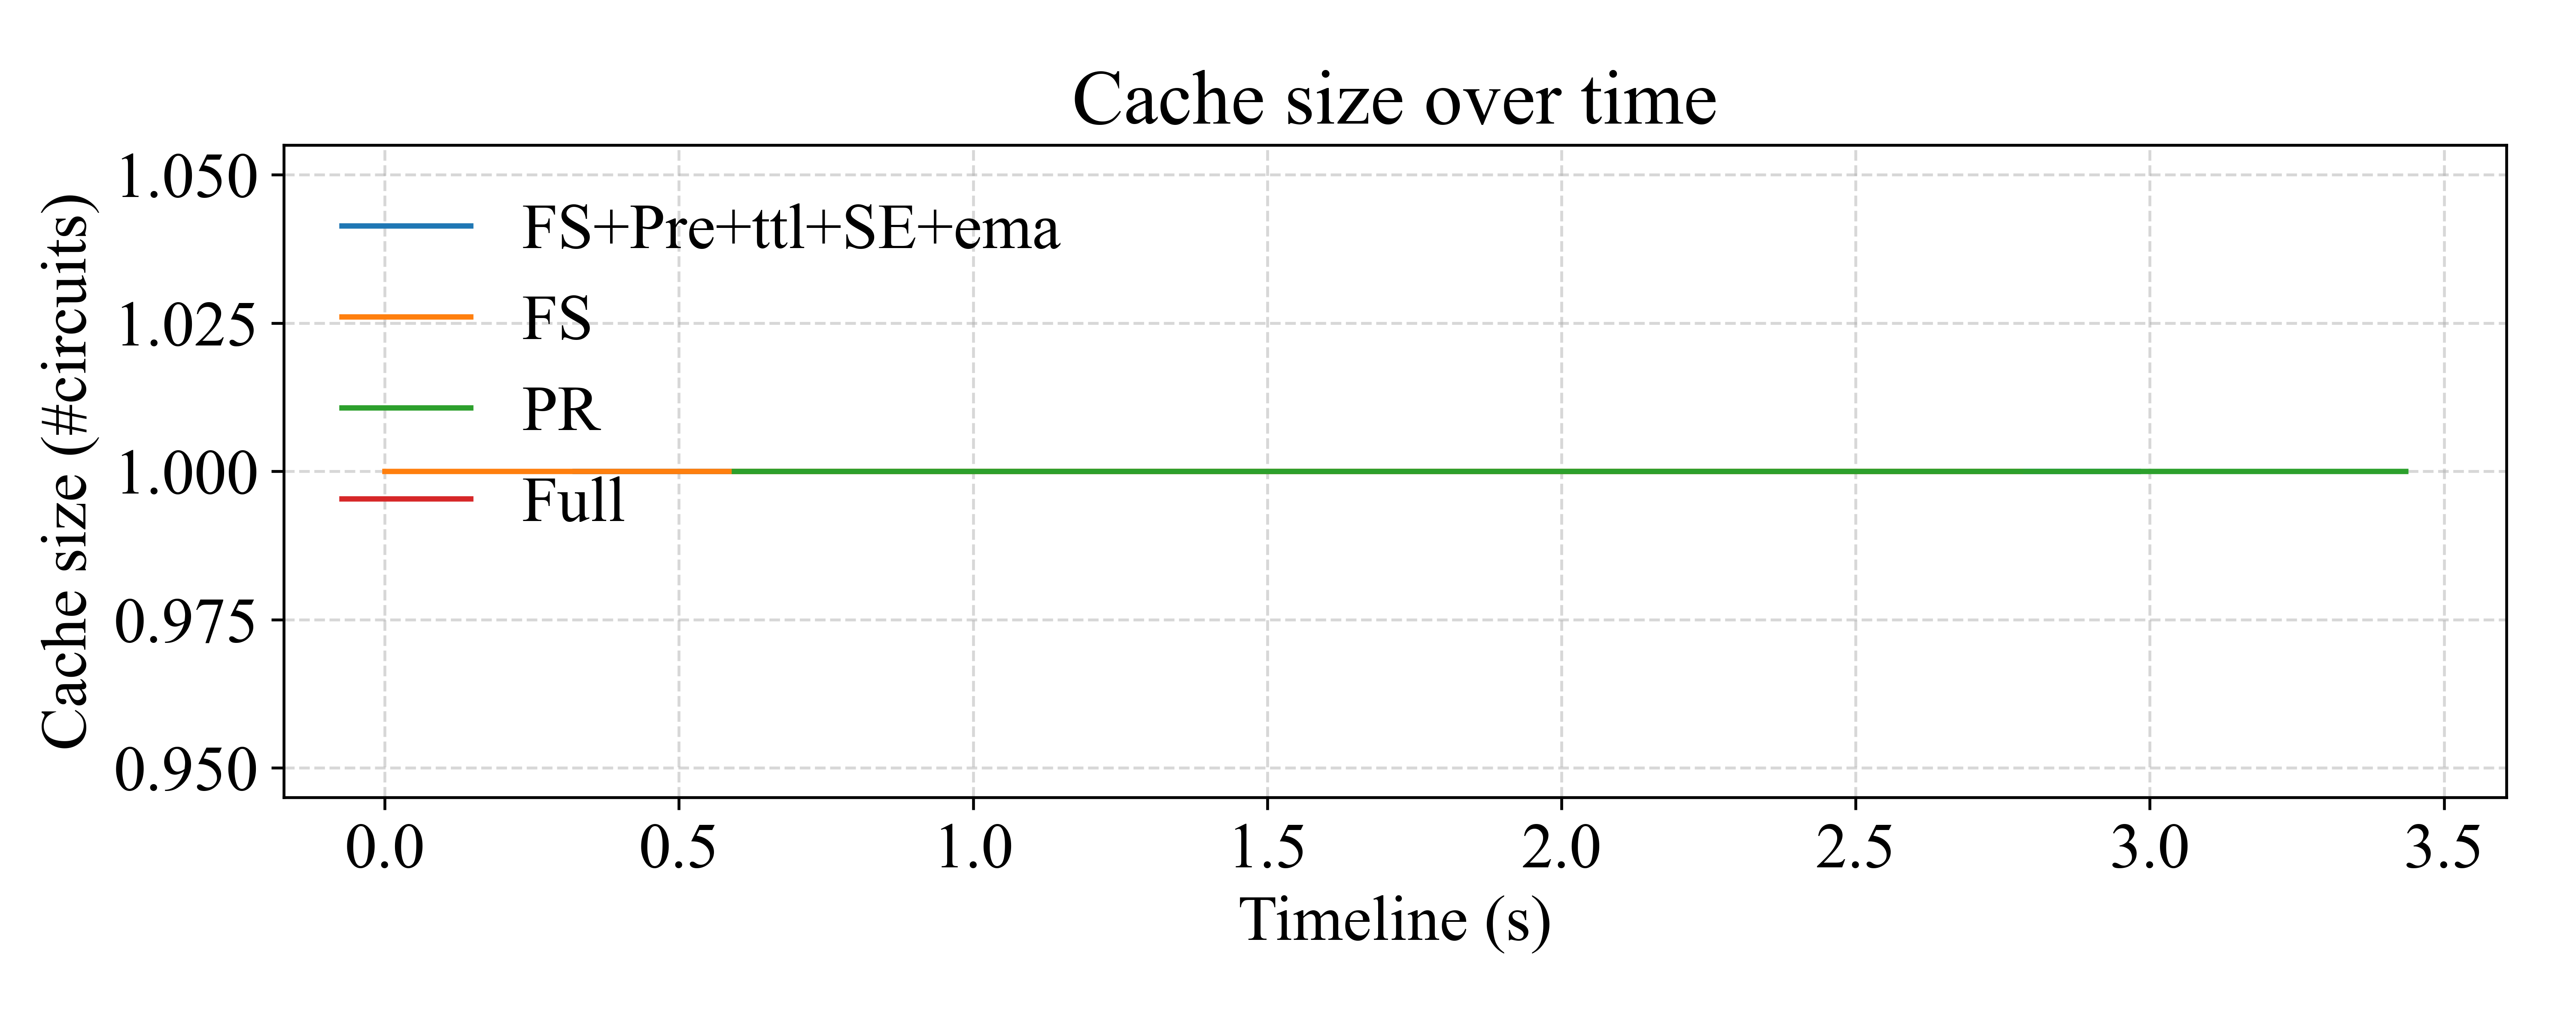 Cache size over time
Cache size (#circuits)
1.050
1.025
1.000
0.975
0.950
FS+Pre+ttl+SE+ema
FS
PR
Full
0.0 0.5 1.0 1.5 2.0 2.5 3.0 3.5
Timeline (s)